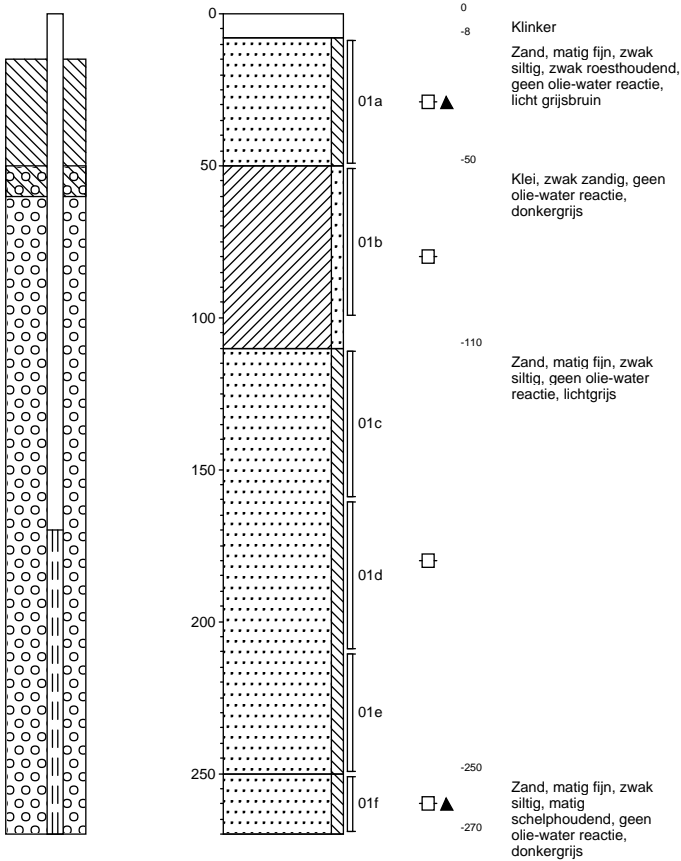 0
50
100
150
200
250
01a
01b
01c
01d
01e
01f
0
-8
Klinker
Zand, matig fijn, zwak
siltig, zwak roesthoudend,
geen olie-water reactie,
licht grijsbruin
-50
Klei, zwak zandig, geen
olie-water reactie,
donkergrijs
-110
Zand, matig fijn, zwak
siltig, geen olie-water
reactie, lichtgrijs
-250
Zand, matig fijn, zwak
siltig, matig
schelphoudend, geen
olie-water reactie,
donkergrijs
-270